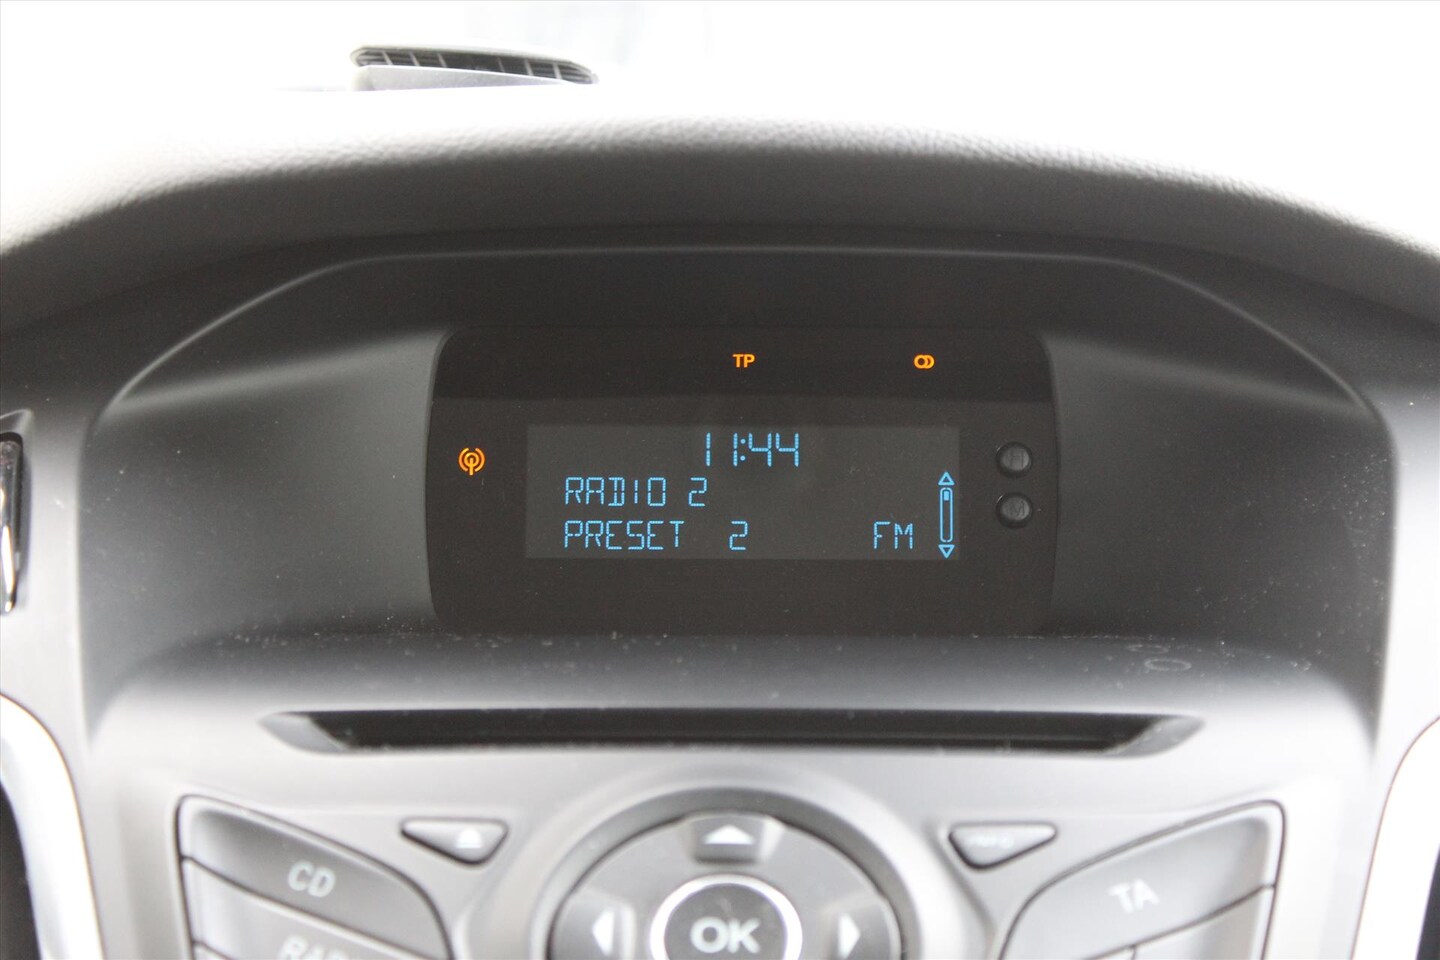 TP
11:44
RADIO 2
PRESET 2 FM
H
M
CD
TA
OK